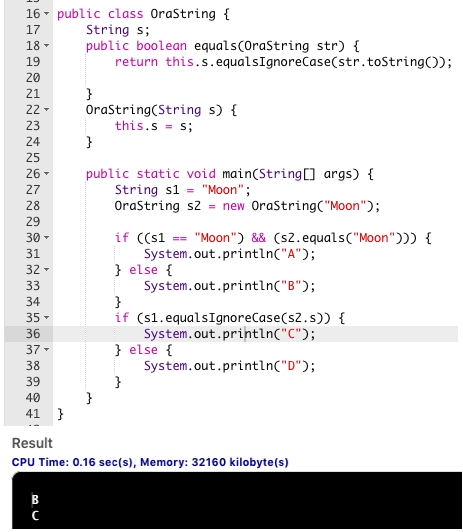 16 public class OraString {
17     String s;
18     public boolean equals(OraString str) {
19         return this.s.equalsIgnoreCase(str.toString());
20
21     }
22     OraString(String s) {
23         this.s = s;
24     }
25
26     public static void main(String[] args) {
27         String s1 = "Moon";
28         OraString s2 = new OraString("Moon");
29
30         if ((s1 == "Moon") && (s2.equals("Moon"))) {
31             System.out.println("A");
32         } else {
33             System.out.println("B");
34         }
35         if (s1.equalsIgnoreCase(s2.s)) {
36             System.out.println("C");
37         } else {
38             System.out.println("D");
39         }
40     }
41 }
Result
CPU Time: 0.16 sec(s), Memory: 32160 kilobyte(s)
B
C